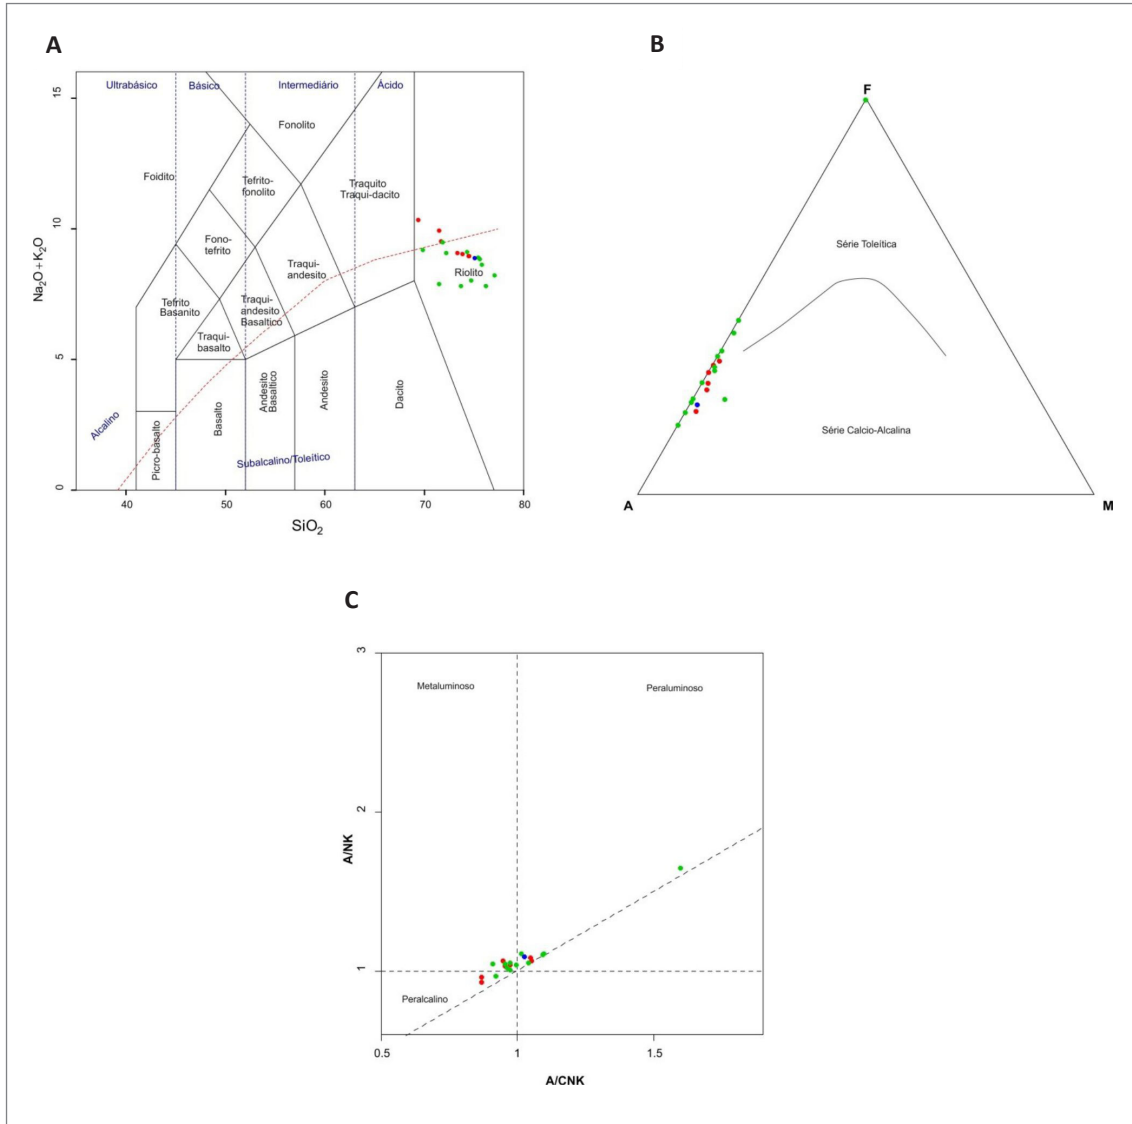 A
Ultrabásico
Básico
Intermediário
Ácido
Fonolito
Foidito
Tefrito-
fonolito
Traquito
Traqui-dacito
Fono-
tefrito
Traqui-
andesito
Riolito
Tefrito
Basanito
Traqui-
andesito
Basaltico
Traqui-
basalto
Alcalino
Picro-basalto
Basalto
Andesito
Basaltico
Andesito
Dacito
Subalcalino/Toleítico
Na2O+K2O
0
5
10
15
40
50
60
70
80
SiO2
B
F
Série Toleítica
Série Calcio-Alcalina
A
M
C
3
2
1
Metaluminoso
Peraluminoso
A/NK
Peralcalino
0.5
1
1.5
A/CNK